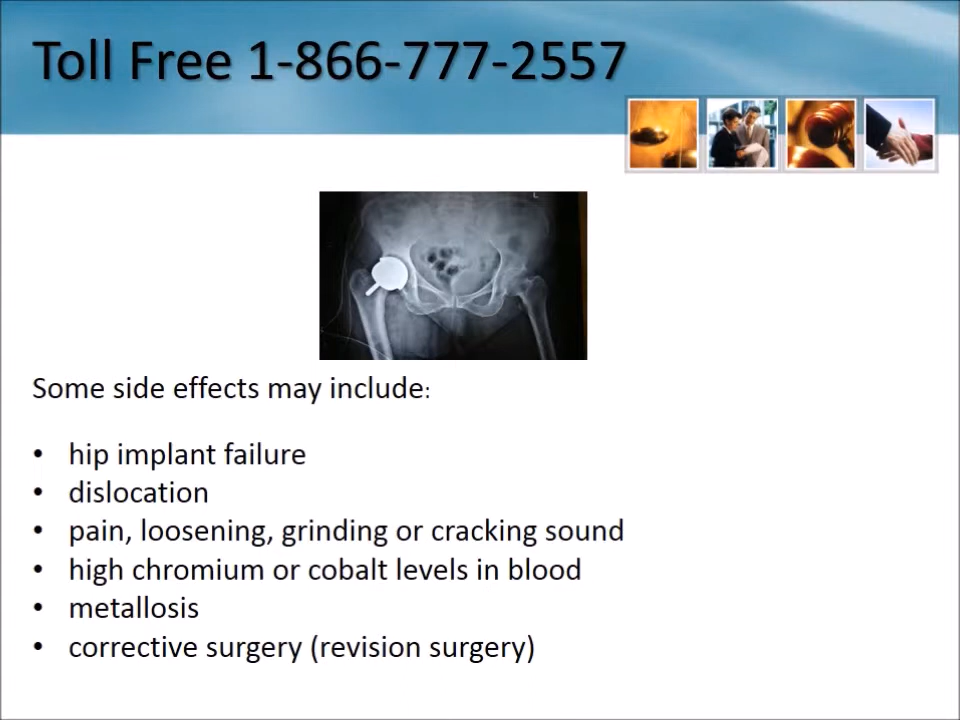 Toll Free 1-866-777-2557
L
Some side effects may include:
• hip implant failure
• dislocation
• pain, loosening, grinding or cracking sound
• high chromium or cobalt levels in blood
• metallosis
• corrective surgery (revision surgery)